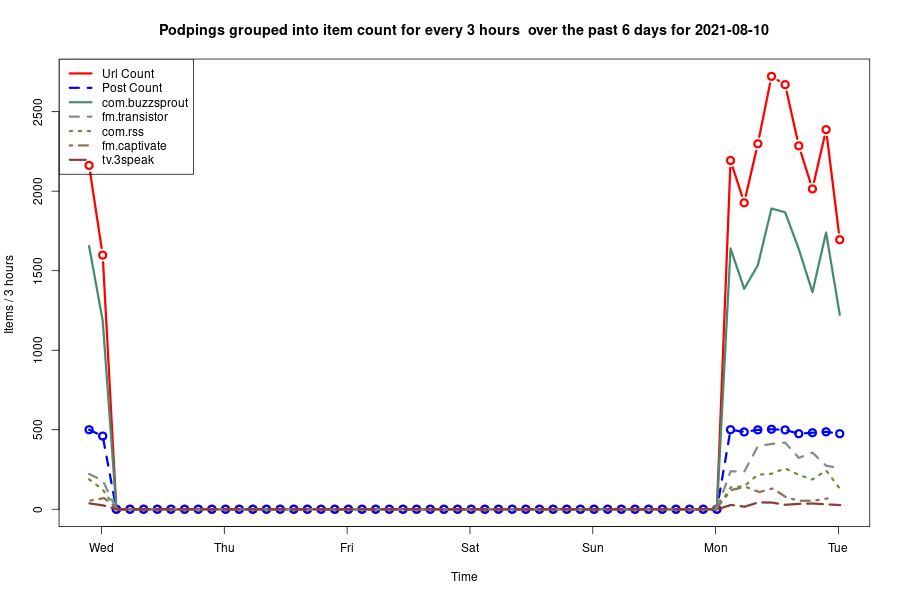 Podpings grouped into item count for every 3 hours  over the past 6 days for 2021-08-10
Url Count
Post Count
com.buzzsprout
fm.transistor
com.rss
fm.captivate
tv.3speak
Items / 3 hours
2500
2000
1500
1000
500
0
Wed Thu Fri Sat Sun Mon Tue
Time